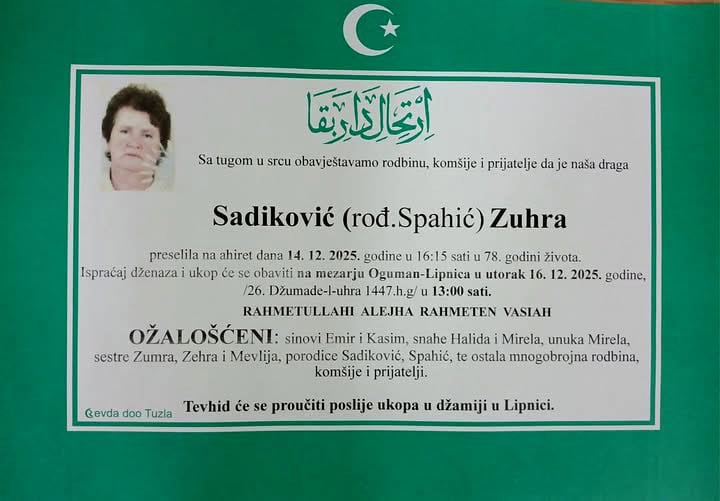 اِرْتِحَالِ دَارِ بَقَا
Sa tugom u srcu obavještavamo rodbinu, komšije i prijatelje da je naša draga
Sadiković (rođ.Spahić) Zuhra
preselila na ahiret dana 14. 12. 2025. godine u 16:15 sati u 78. godini života.
Ispraćaj dženaza i ukop će se obaviti na mezarju Oguman-Lipnica u utorak 16. 12. 2025. godine,
/26. Džumade-l-uhra 1447.h.g/ u 13:00 sati.
RAHMETULLAHI ALEJHA RAHMETEN VASIAH
OŽALOŠĆENI: sinovi Emir i Kasim, snahe Halida i Mirela, unuka Mirela,
sestre Zumra, Zehra i Mevlija, porodice Sadiković, Spahić, te ostala mnogobrojna rodbina,
komšije i prijatelji.
Tevhid će se proučiti poslije ukopa u džamiji u Lipnici.
evda doo Tuzla